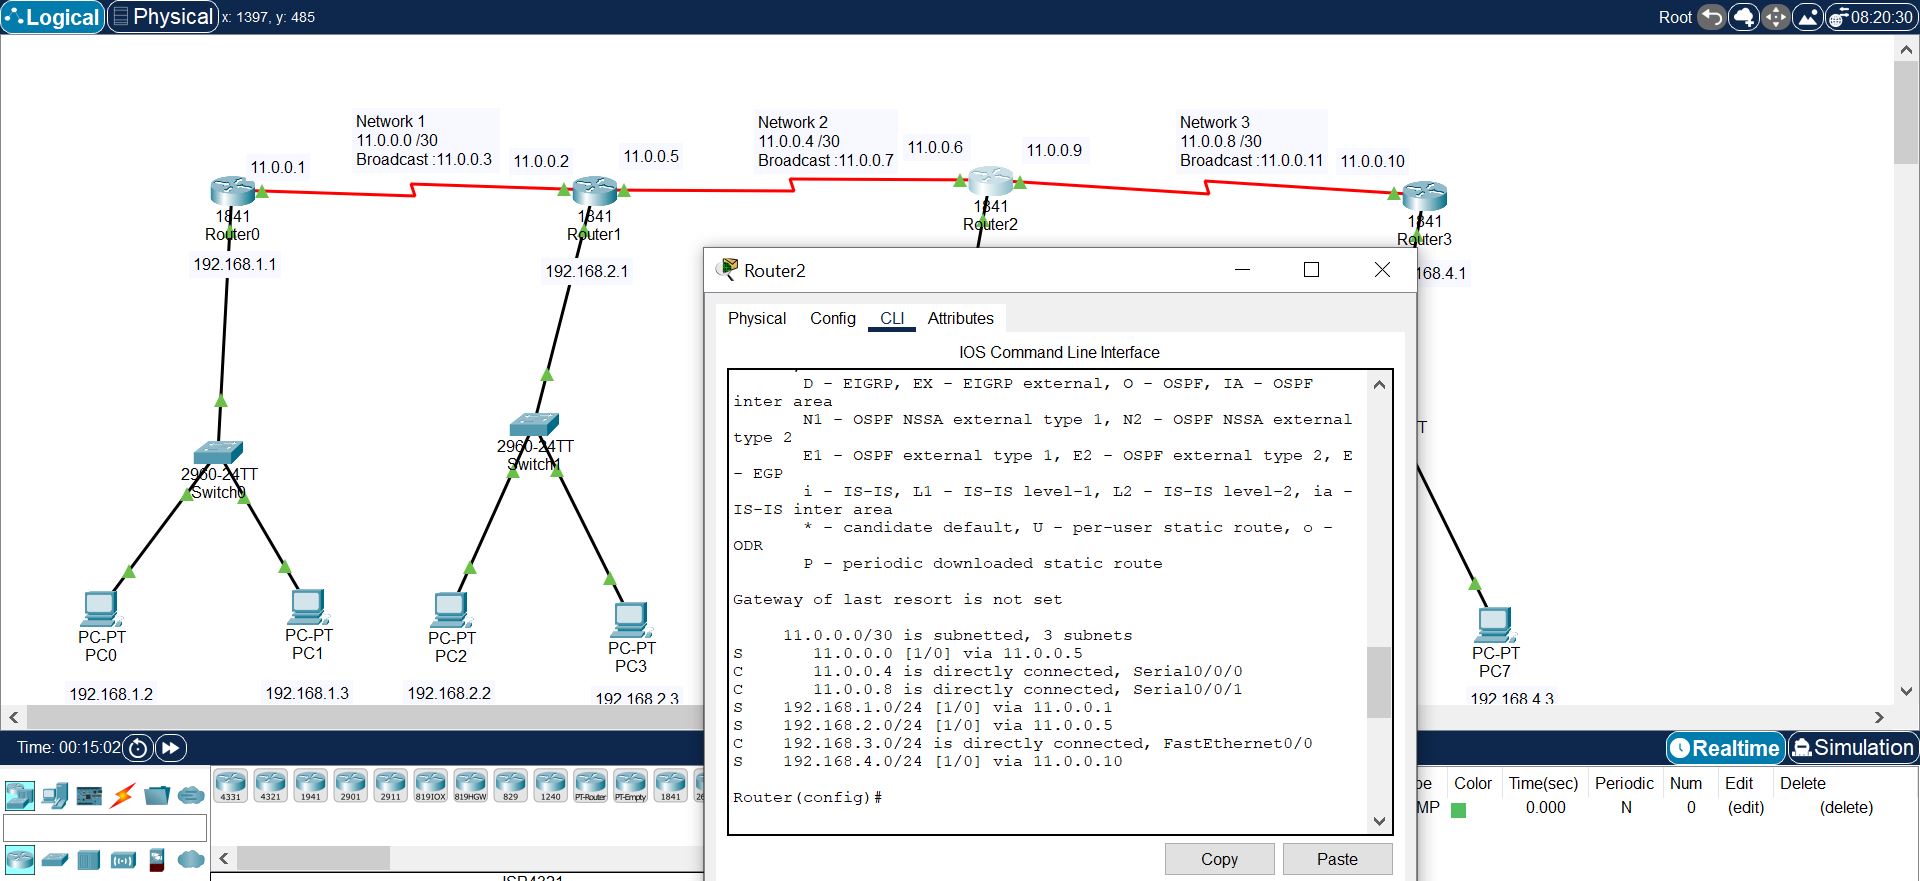 Logical
Physical
x: 1397, y: 485
Root
08:20:30
Network 1
11.0.0.0 /30
Broadcast :11.0.0.3
11.0.0.1
11.0.0.2
11.0.0.5
Network 2
11.0.0.4 /30
Broadcast :11.0.0.7
11.0.0.6
11.0.0.9
Network 3
11.0.0.8 /30
Broadcast :11.0.0.11
11.0.0.10
1841
Router0
1841
Router1
1841
Router2
1841
Router3
192.168.1.1
192.168.2.1
168.4.1
2960-24TT
Switch0
2960-24TT
Switch1
T
PC-PT
PC0
PC-PT
PC1
PC-PT
PC2
PC-PT
PC3
PC-PT
PC7
192.168.1.2
192.168.1.3
192.168.2.2
192.168.2.3
192.168.4.3
Router2
Physical
Config
CLI
Attributes
IOS Command Line Interface
D - EIGRP, EX - EIGRP external, O - OSPF, IA - OSPF
inter area
N1 - OSPF NSSA external type 1, N2 - OSPF NSSA external
type 2
E1 - OSPF external type 1, E2 - OSPF external type 2, E
- EGP
i - IS-IS, L1 - IS-IS level-1, L2 - IS-IS level-2, ia -
IS-IS inter area
* - candidate default, U - per-user static route, o -
ODR
P - periodic downloaded static route
Gateway of last resort is not set
11.0.0.0/30 is subnetted, 3 subnets
S 11.0.0.0 [1/0] via 11.0.0.5
C 11.0.0.4 is directly connected, Serial0/0/0
C 11.0.0.8 is directly connected, Serial0/0/1
S 192.168.1.0/24 [1/0] via 11.0.0.1
S 192.168.2.0/24 [1/0] via 11.0.0.5
C 192.168.3.0/24 is directly connected, FastEthernet0/0
S 192.168.4.0/24 [1/0] via 11.0.0.10
Router(config)#
Copy
Paste
Time: 00:15:02
Realtime
Simulation
4331
4321
1941
2901
2911
819IOX
819HGW
829
1240
PT-Router
PT-Empty
1841
pe Color Time(sec) Periodic Num Edit Delete
MP 0.000 N 0 (edit) (delete)